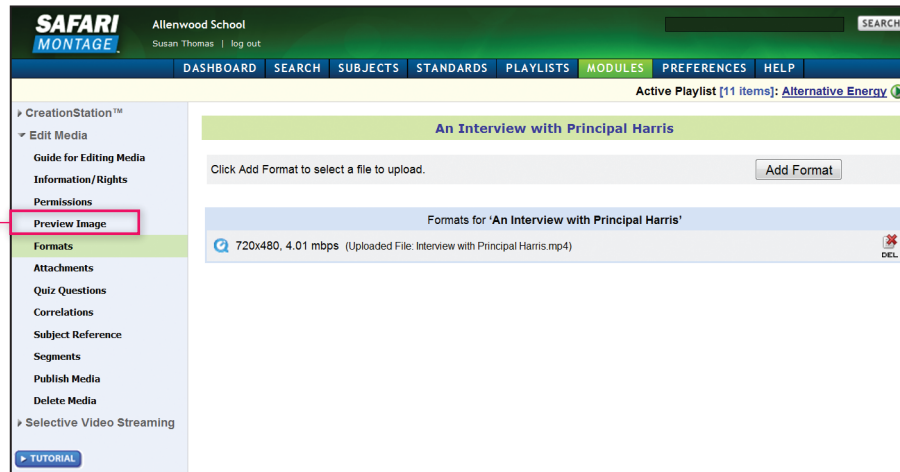 SAFARI
MONTAGE
Allenwood School
Susan Thomas | log out
SEARCH
DASHBOARD SEARCH SUBJECTS STANDARDS PLAYLISTS MODULES PREFERENCES HELP
Active Playlist [11 items]: Alternative Energy
CreationStation™
Edit Media
Guide for Editing Media
Information/Rights
Permissions
Preview Image
Formats
Attachments
Quiz Questions
Correlations
Subject Reference
Segments
Publish Media
Delete Media
Selective Video Streaming
TUTORIAL
An Interview with Principal Harris
Click Add Format to select a file to upload.
Add Format
Formats for ‘An Interview with Principal Harris’
720x480, 4.01 mbps (Uploaded File: Interview with Principal Harris.mp4)
DEL